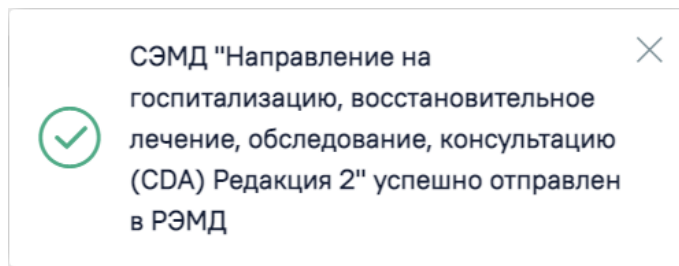 СЭМД "Направление на
госпитализацию, восстановительное
лечение, обследование, консультацию
(CDA) Редакция 2" успешно отправлен
в РЭМД